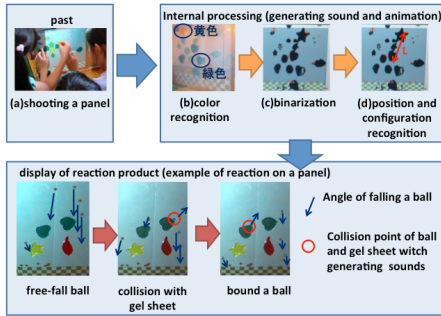 past
(a)shooting a panel
Internal processing (generating sound and animation)
黄色
緑色
(b)color
recognition
(c)binarization
(d)position and
configuration
recognition
display of reaction product (example of reaction on a panel)
free-fall ball
collision with
gel sheet
bound a ball
Angle of falling a ball
Collision point of ball
and gel sheet witch
generating sounds